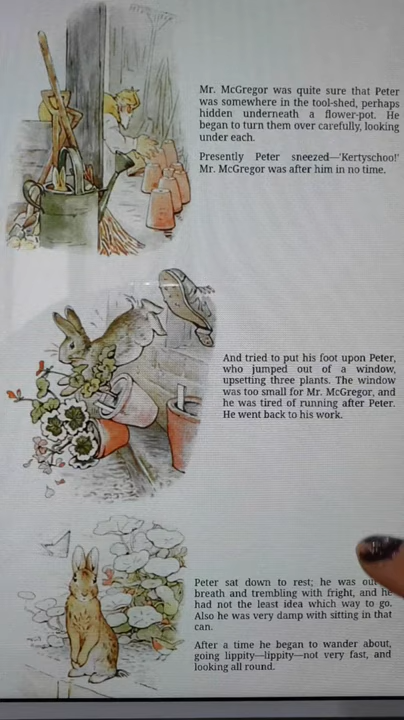 Mr. McGregor was quite sure that Peter
was somewhere in the tool-shed, perhaps
hidden underneath a flower-pot. He
began to turn them over carefully, looking
under each.
Presently Peter sneezed—'Kertyschoo!'
Mr. McGregor was after him in no time.
And tried to put his foot upon Peter,
who jumped out of a window,
upsetting three plants. The window
was too small for Mr. McGregor, and
he was tired of running after Peter.
He went back to his work.
Peter sat down to rest; he was out
breath and trembling with fright, and he
had not the least idea which way to go.
Also he was very damp with sitting in that
can.
After a time he began to wander about,
going lippity—lippity—not very fast, and
looking all round.